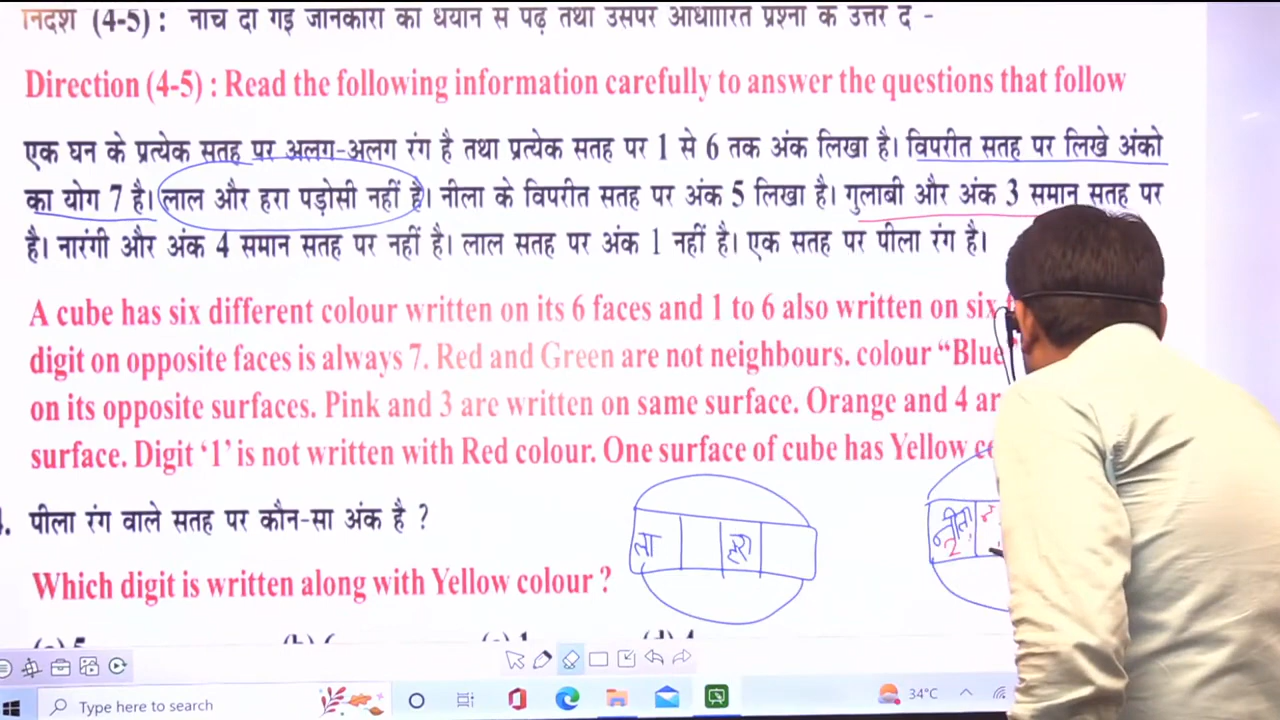 निदेश (4-5) : नीचे दी गई जानकारी को ध्यान से पढ़ें तथा उसपर आधारित प्रश्नों के उत्तर दें -
Direction (4-5) : Read the following information carefully to answer the questions that follow
एक घन के प्रत्येक सतह पर अलग-अलग रंग है तथा प्रत्येक सतह पर 1 से 6 तक अंक लिखा है। विपरीत सतह पर लिखे अंको
का योग 7 है। लाल और हरा पड़ोसी नहीं है। नीला के विपरीत सतह पर अंक 5 लिखा है। गुलाबी और अंक 3 समान सतह पर
है। नारंगी और अंक 4 समान सतह पर नहीं है। लाल सतह पर अंक 1 नहीं है। एक सतह पर पीला रंग है।
A cube has six different colour written on its 6 faces and 1 to 6 also written on six
digit on opposite faces is always 7. Red and Green are not neighbours. colour “Blue
on its opposite surfaces. Pink and 3 are written on same surface. Orange and 4 ar
surface. Digit ‘1’ is not written with Red colour. One surface of cube has Yellow
पीला रंग वाले सतह पर कौन-सा अंक है ?
ला हरा
नीला
2
Which digit is written along with Yellow colour ?
Type here to search
34°C